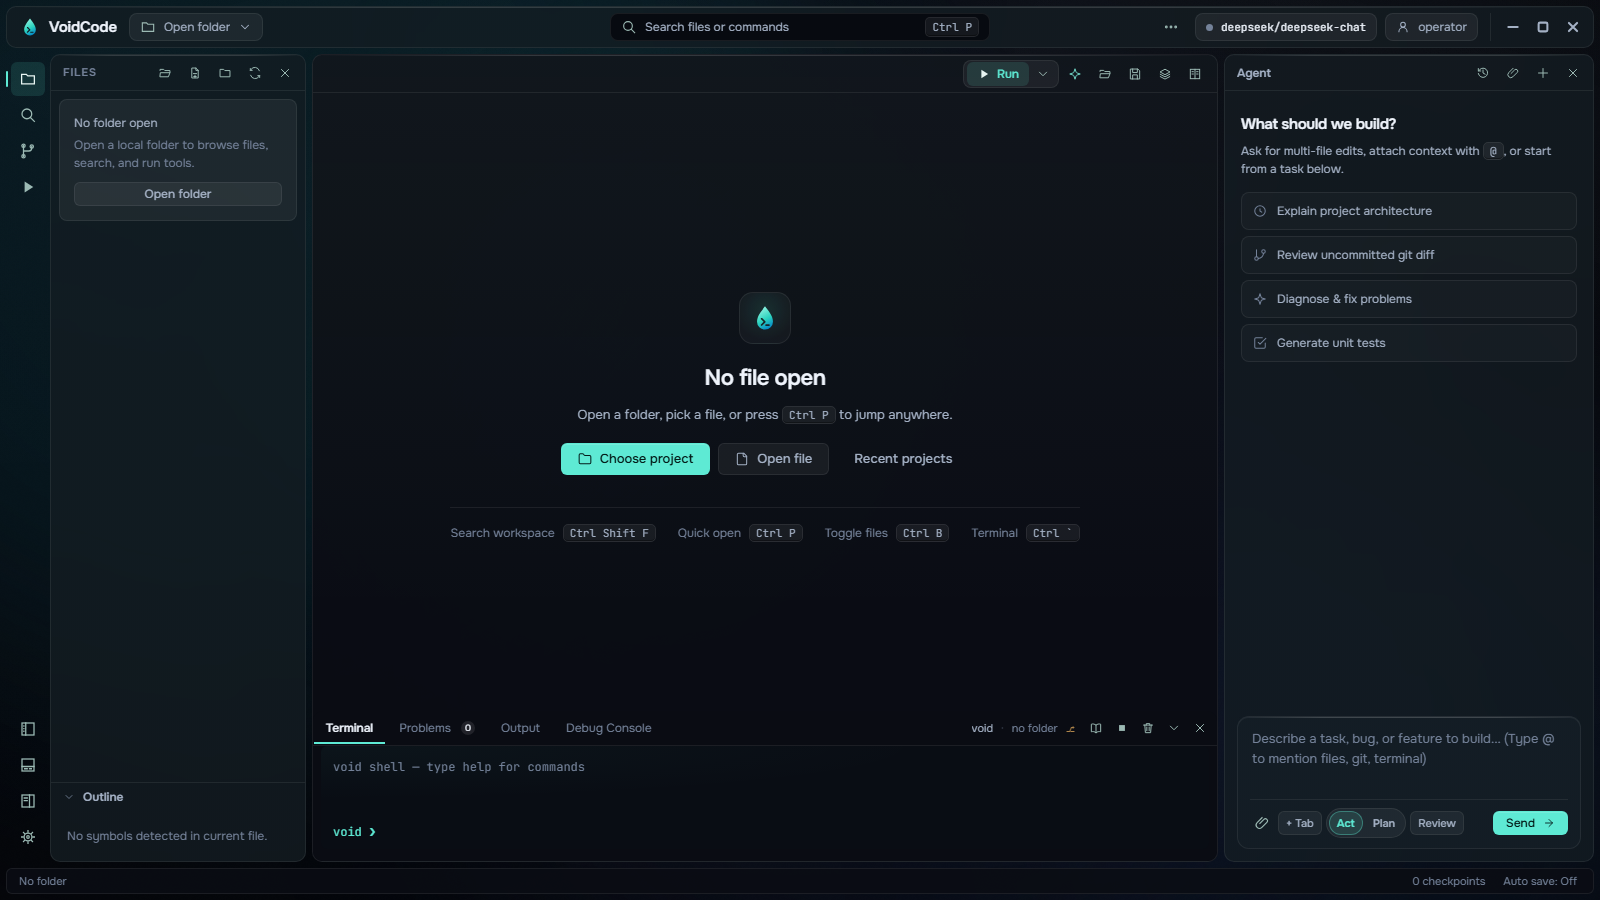 VoidCode
Open folder
Search files or commands
Ctrl P
deepseek/deepseek-chat
operator
FILES
No folder open
Open a local folder to browse files,
search, and run tools.
Open folder
Outline
No symbols detected in current file.
Run
No file open
Open a folder, pick a file, or press Ctrl P to jump anywhere.
Choose project
Open file
Recent projects
Search workspace Ctrl Shift F
Quick open Ctrl P
Toggle files Ctrl B
Terminal Ctrl `
Terminal
Problems 0
Output
Debug Console
void · no folder
void shell — type help for commands
void ❯
Agent
What should we build?
Ask for multi-file edits, attach context with @, or start
from a task below.
Explain project architecture
Review uncommitted git diff
Diagnose & fix problems
Generate unit tests
Describe a task, bug, or feature to build... (Type @
to mention files, git, terminal)
+ Tab
Act
Plan
Review
Send
No folder
0 checkpoints
Auto save: Off